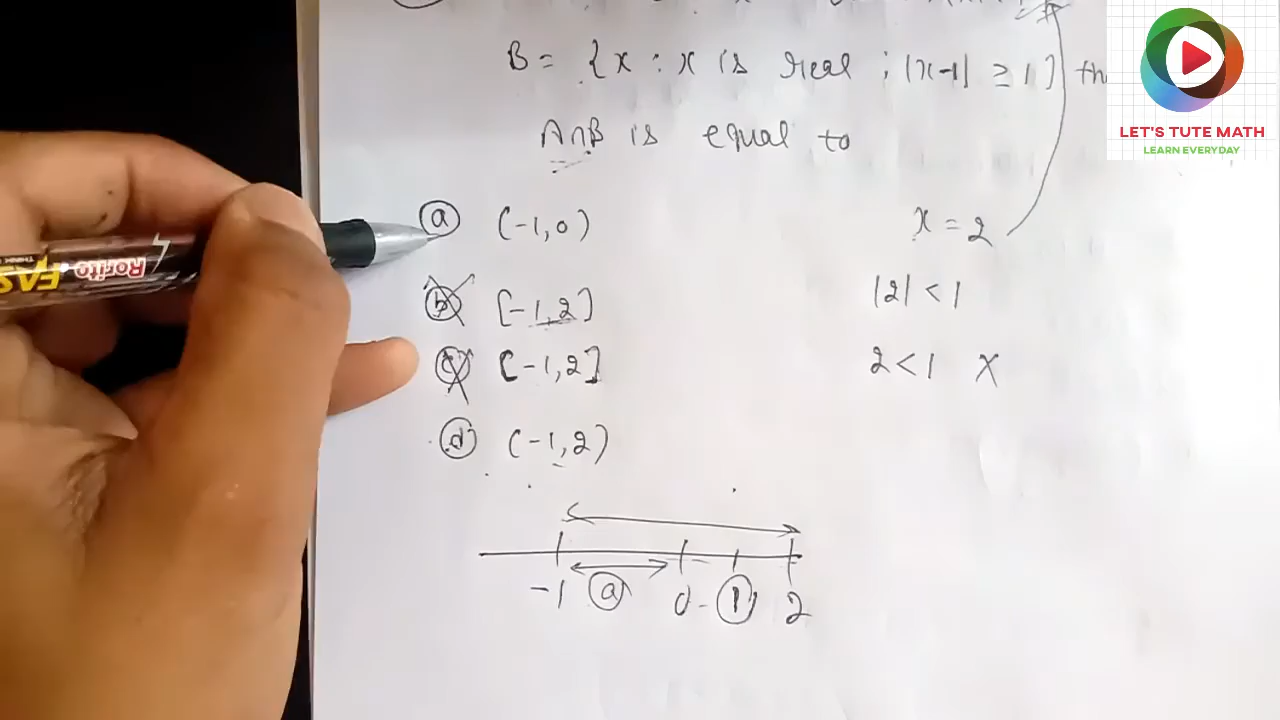 B = {x : x is real ; |x-1| ≥ 1}
A∩B is equal to
(a) (-1,0)
(b) [-1,2]
(c) [-1,2]
(d) (-1,2)
x = 2
|2| < 1
2 < 1 X
(a)
-1 0 1 2
Rorito
LET'S TUTE MATH
LEARN EVERYDAY